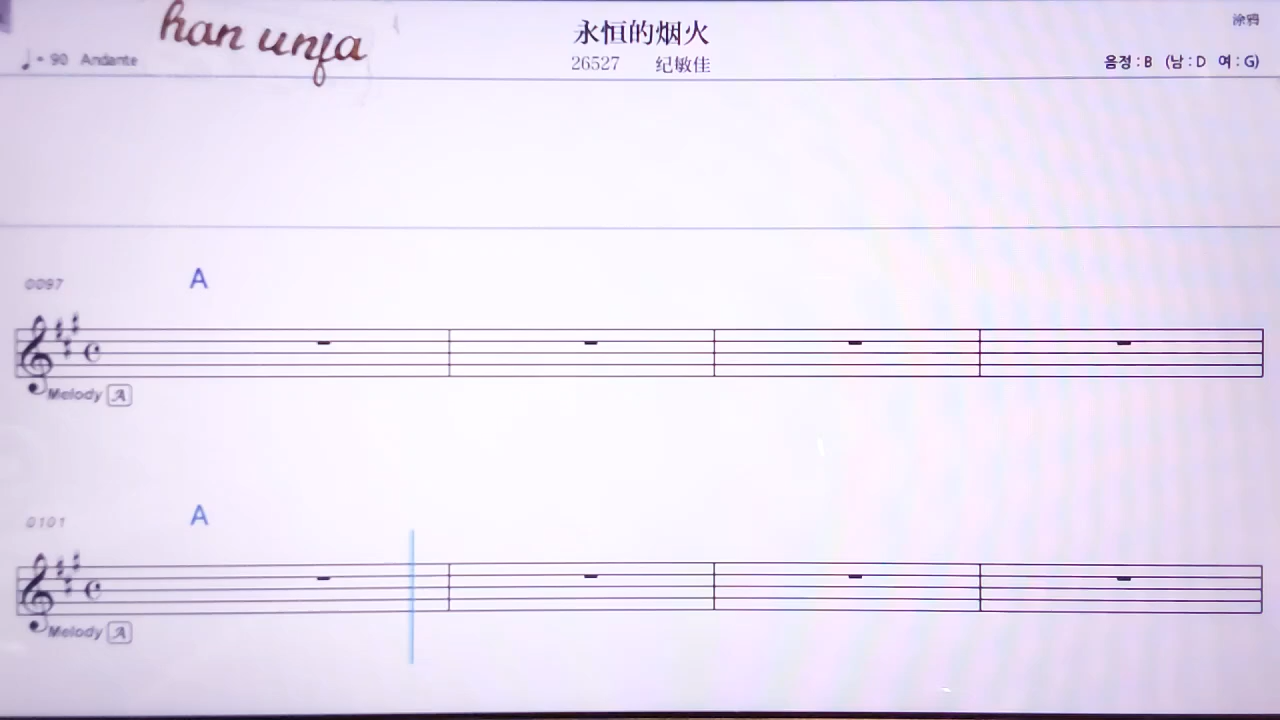 han unja
永恒的烟火
涂鸦
♩= 90 Andante
26527 纪敏佳
음정 : B (남 : D 여 : G)
0097 A
Melody A
0101 A
Melody A